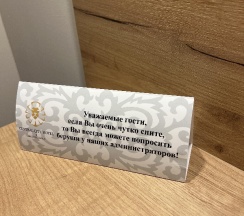 Уважаемые гости,
если Вы очень чутко спите,
то Вы всегда можете попросить
беруши у наших администраторов!